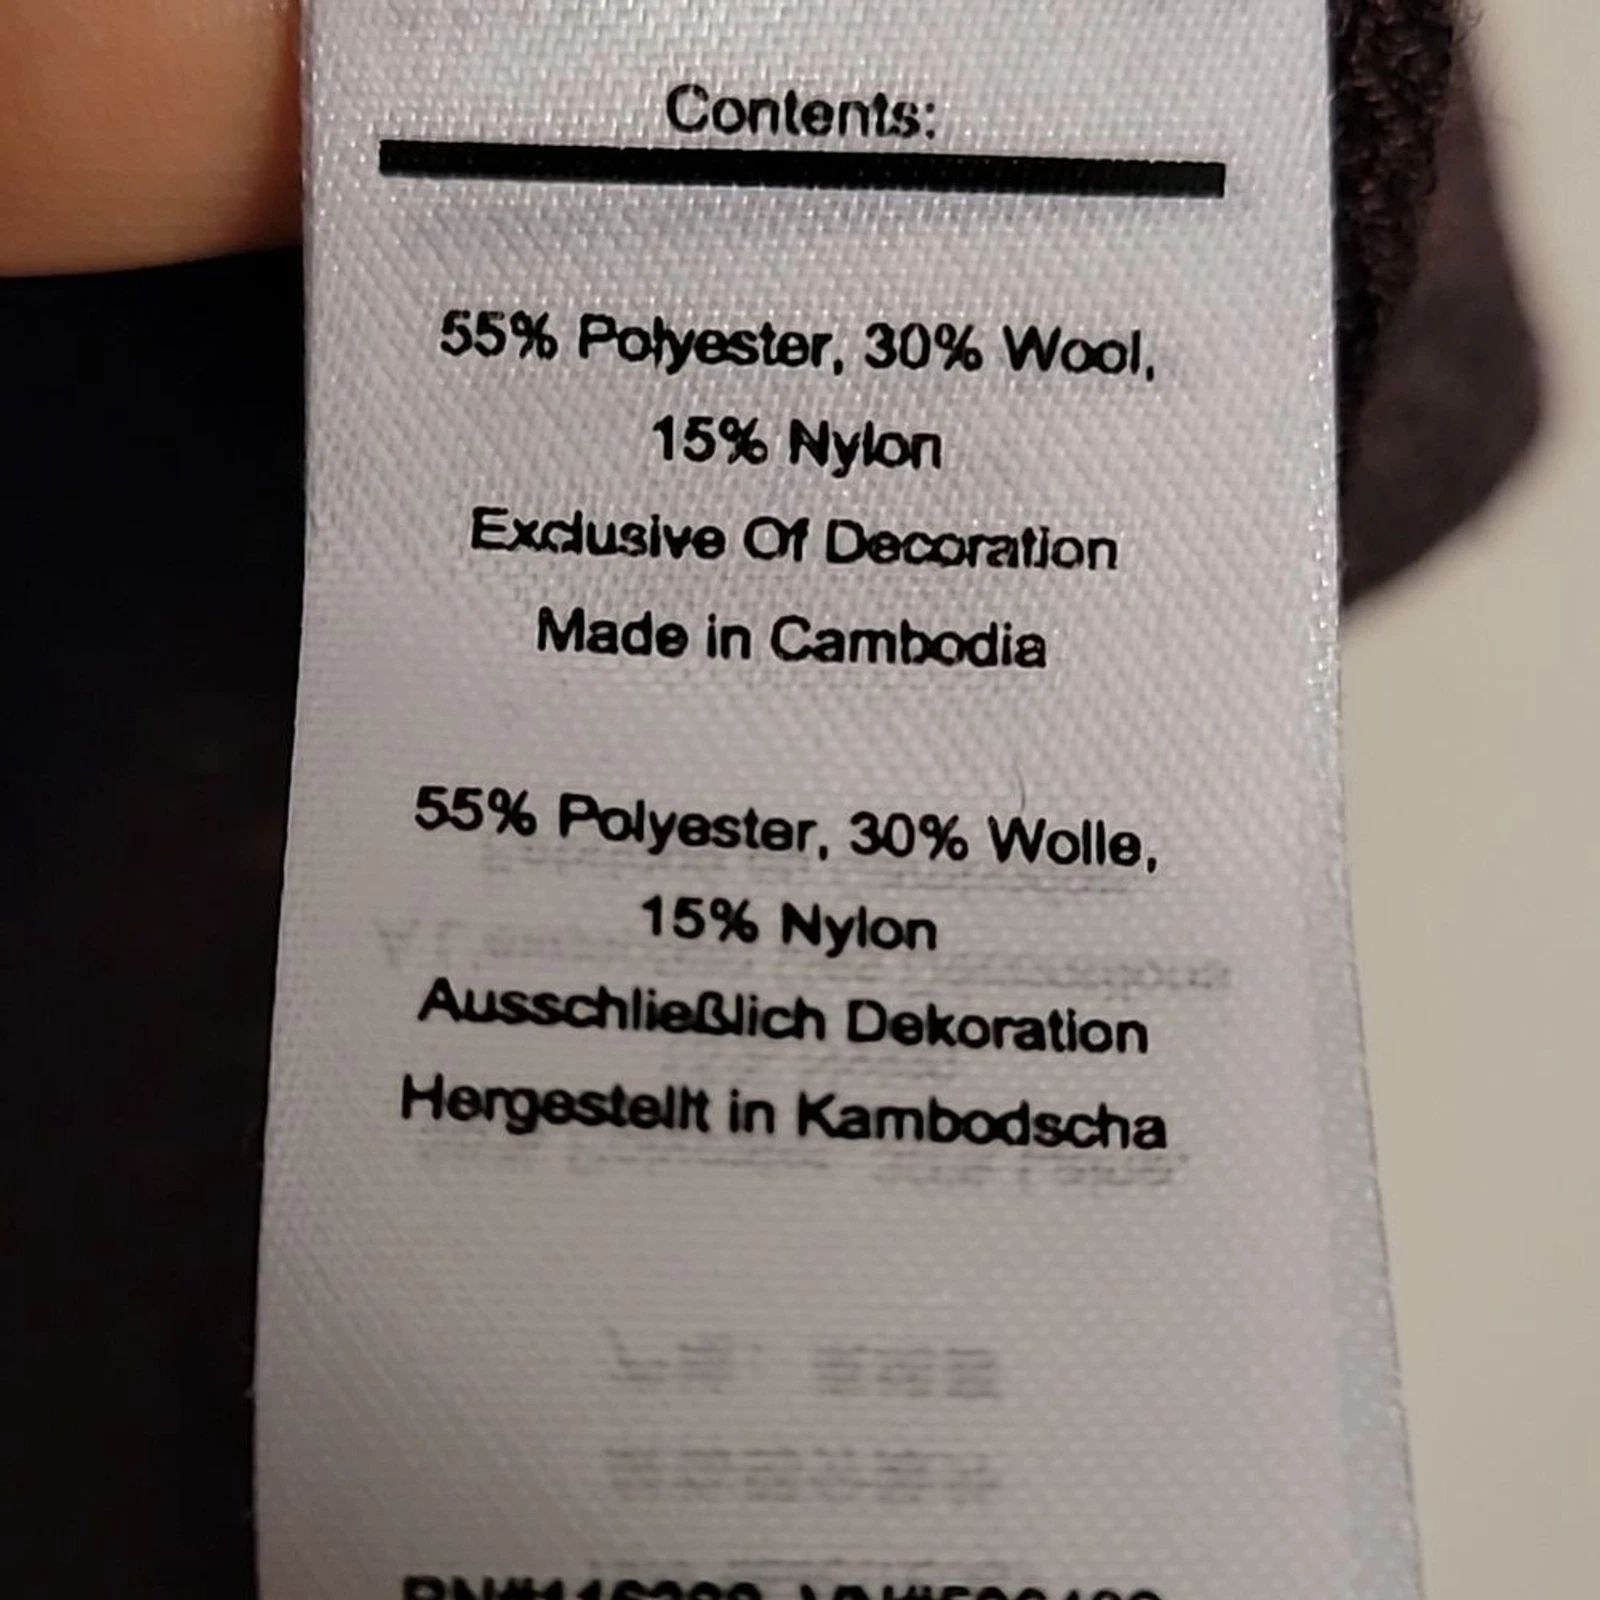 Contents:
55% Polyester, 30% Wool,
15% Nylon
Exclusive Of Decoration
Made in Cambodia
55% Polyester, 30% Wolle,
15% Nylon
Ausschließlich Dekoration
Hergestellt in Kambodscha